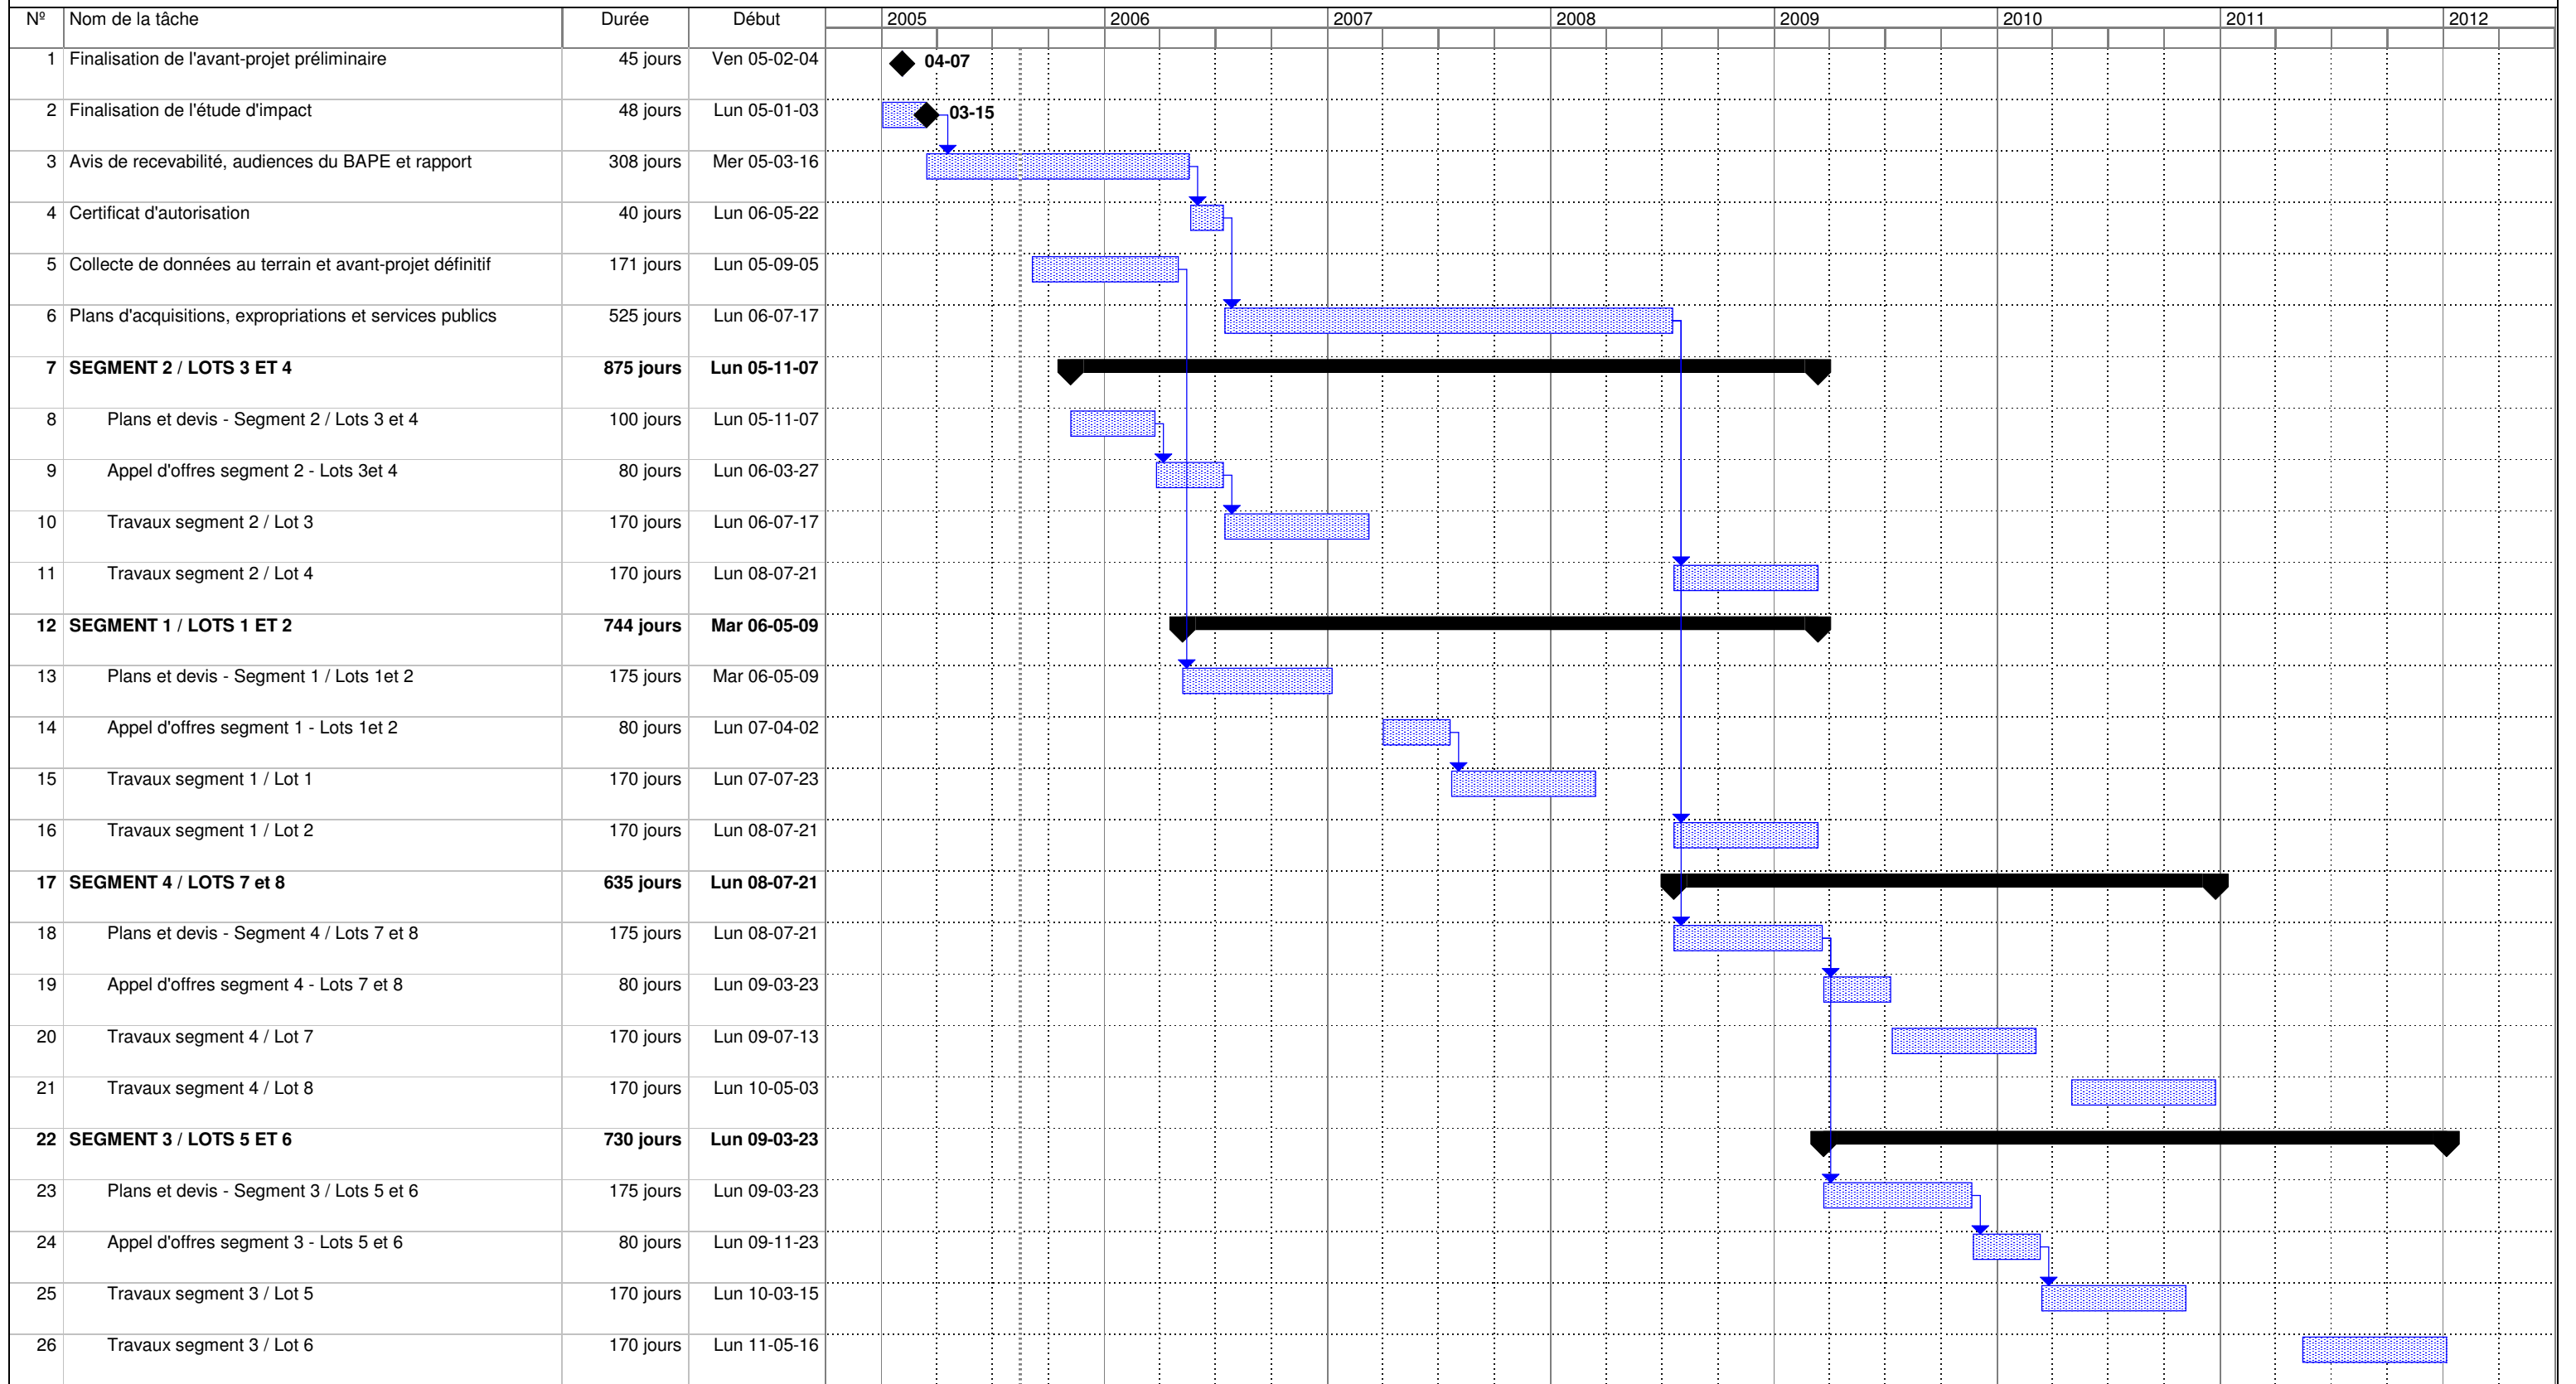 Nº Nom de la tâche Durée Début 2005 2006 2007 2008 2009 2010 2011 2012
1 Finalisation de l'avant-projet préliminaire 45 jours Ven 05-02-04 04-07
2 Finalisation de l'étude d'impact 48 jours Lun 05-01-03 03-15
3 Avis de recevabilité, audiences du BAPE et rapport 308 jours Mer 05-03-16
4 Certificat d'autorisation 40 jours Lun 06-05-22
5 Collecte de données au terrain et avant-projet définitif 171 jours Lun 05-09-05
6 Plans d'acquisitions, expropriations et services publics 525 jours Lun 06-07-17
7 SEGMENT 2 / LOTS 3 ET 4 875 jours Lun 05-11-07
8 Plans et devis - Segment 2 / Lots 3 et 4 100 jours Lun 05-11-07
9 Appel d'offres segment 2 - Lots 3et 4 80 jours Lun 06-03-27
10 Travaux segment 2 / Lot 3 170 jours Lun 06-07-17
11 Travaux segment 2 / Lot 4 170 jours Lun 08-07-21
12 SEGMENT 1 / LOTS 1 ET 2 744 jours Mar 06-05-09
13 Plans et devis - Segment 1 / Lots 1et 2 175 jours Mar 06-05-09
14 Appel d'offres segment 1 - Lots 1et 2 80 jours Lun 07-04-02
15 Travaux segment 1 / Lot 1 170 jours Lun 07-07-23
16 Travaux segment 1 / Lot 2 170 jours Lun 08-07-21
17 SEGMENT 4 / LOTS 7 et 8 635 jours Lun 08-07-21
18 Plans et devis - Segment 4 / Lots 7 et 8 175 jours Lun 08-07-21
19 Appel d'offres segment 4 - Lots 7 et 8 80 jours Lun 09-03-23
20 Travaux segment 4 / Lot 7 170 jours Lun 09-07-13
21 Travaux segment 4 / Lot 8 170 jours Lun 10-05-03
22 SEGMENT 3 / LOTS 5 ET 6 730 jours Lun 09-03-23
23 Plans et devis - Segment 3 / Lots 5 et 6 175 jours Lun 09-03-23
24 Appel d'offres segment 3 - Lots 5 et 6 80 jours Lun 09-11-23
25 Travaux segment 3 / Lot 5 170 jours Lun 10-03-15
26 Travaux segment 3 / Lot 6 170 jours Lun 11-05-16